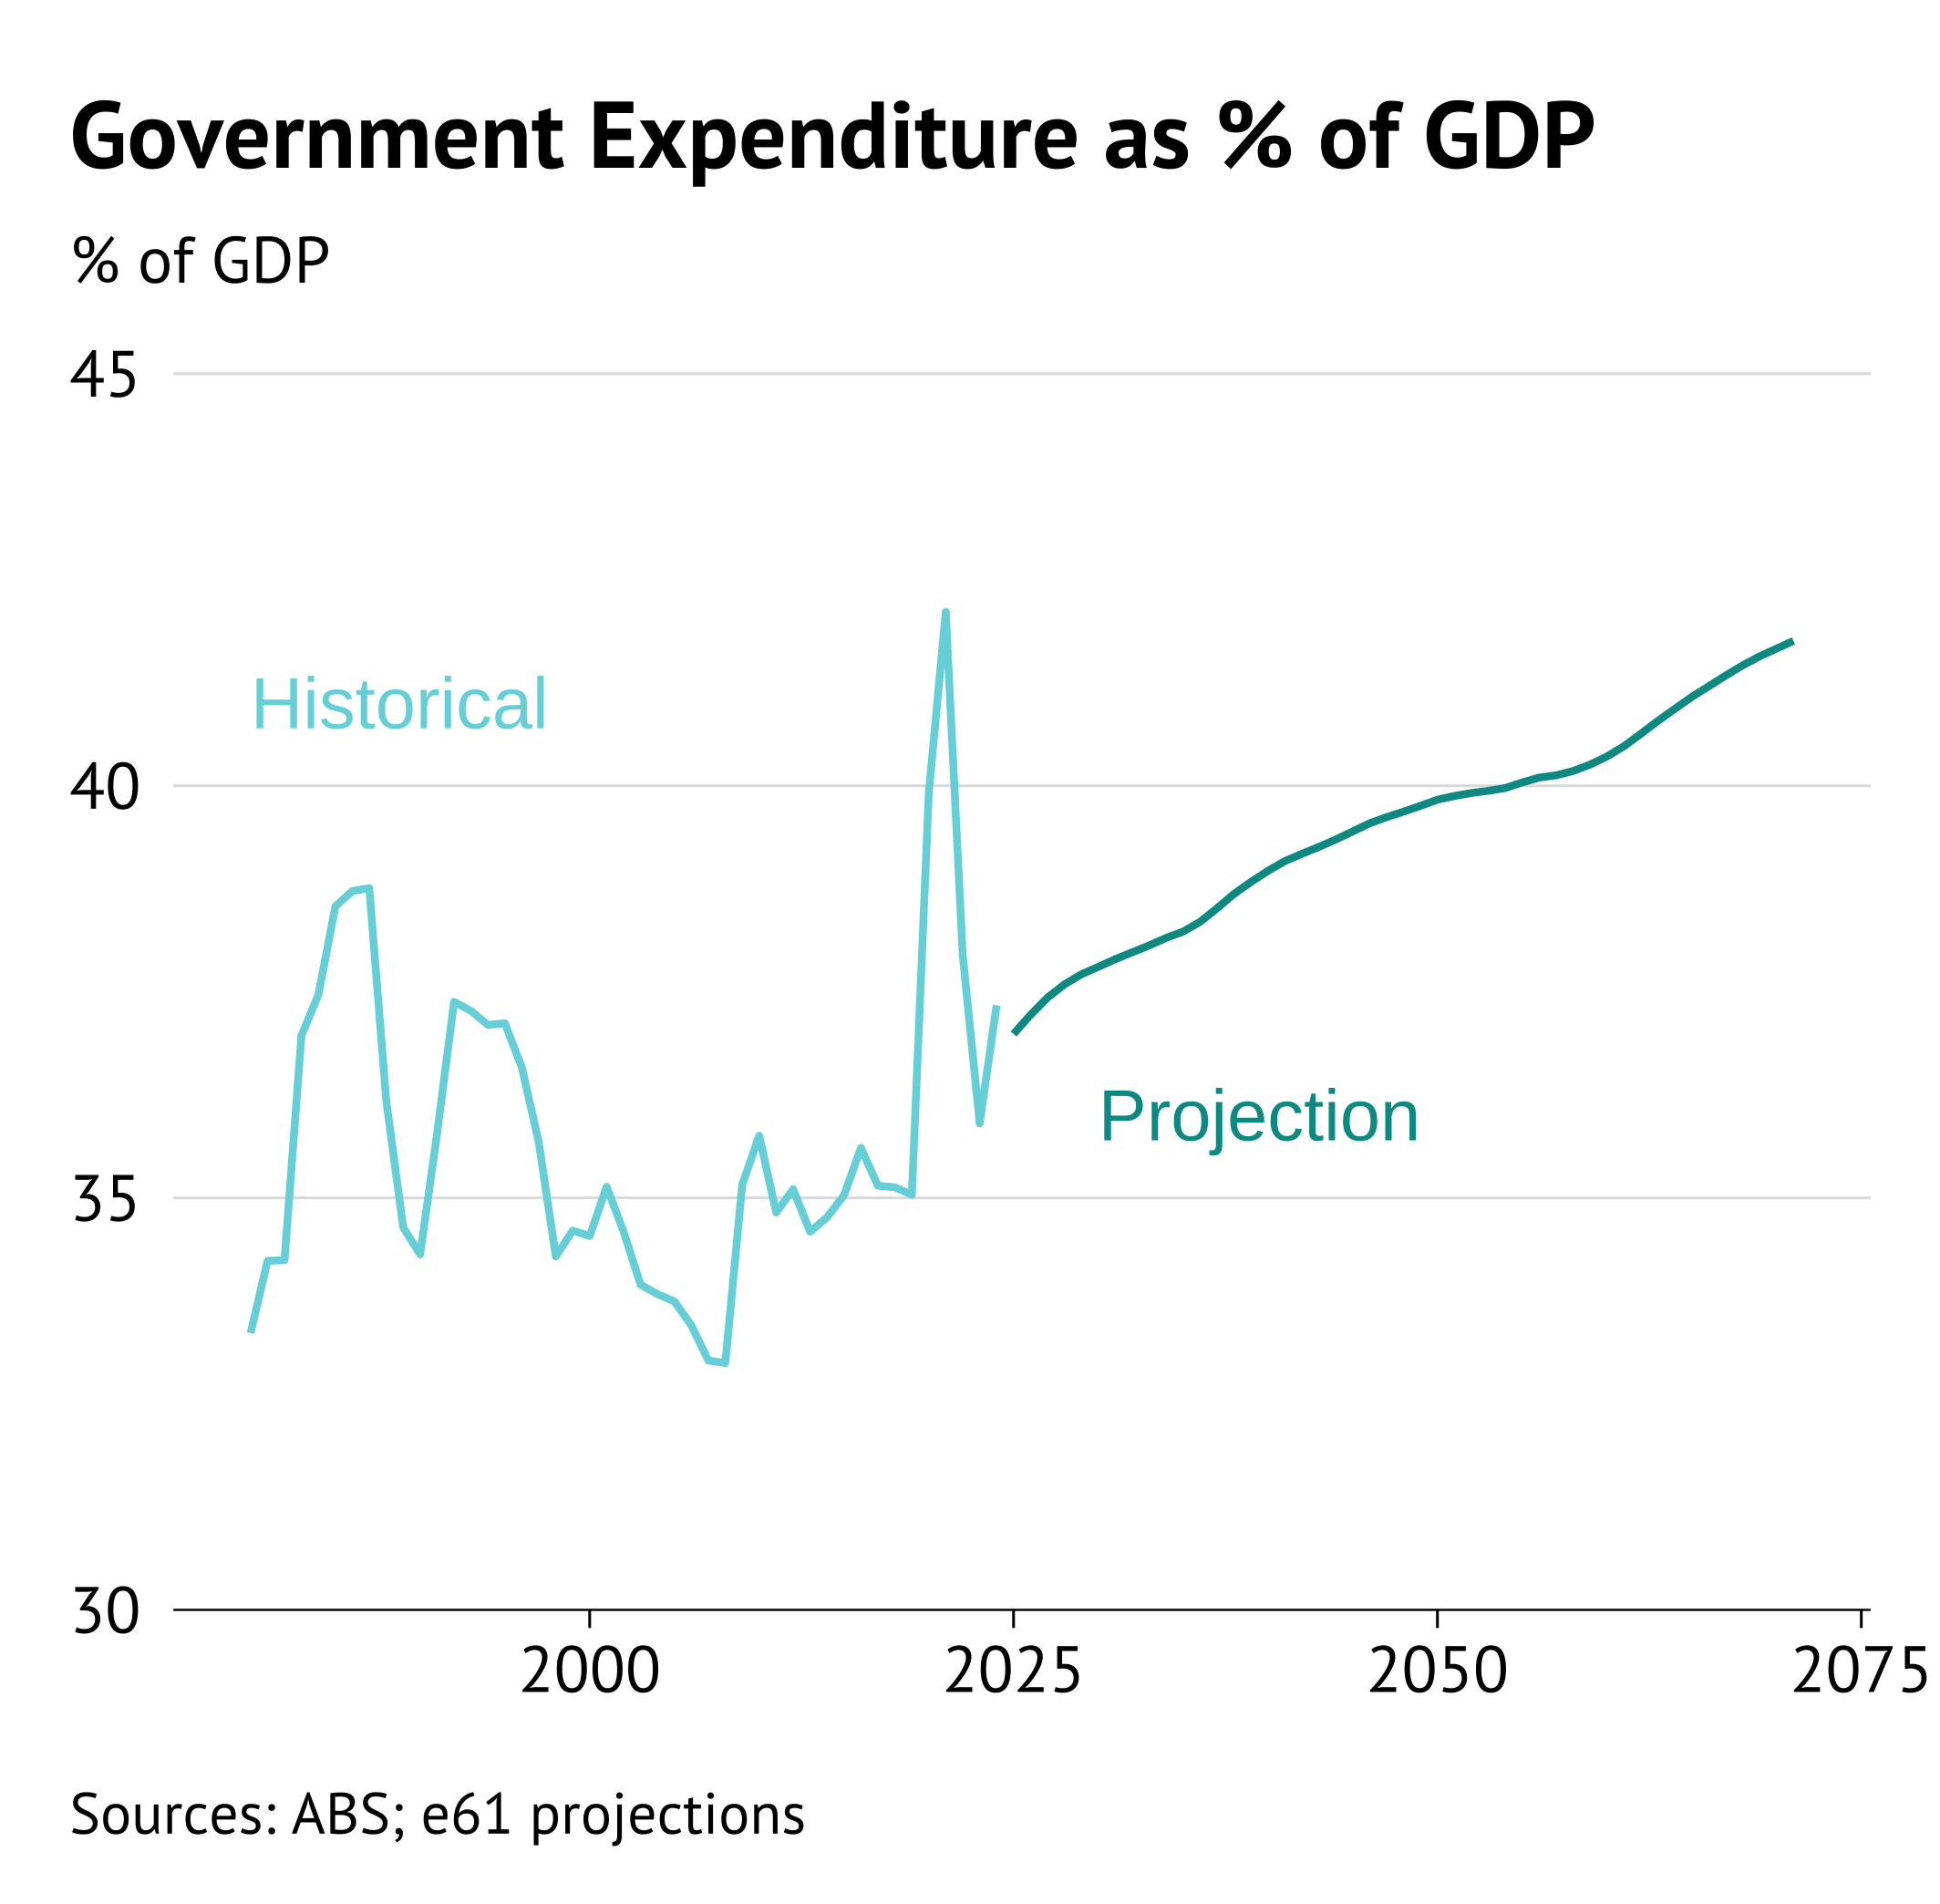 Government Expenditure as % of GDP
% of GDP
45
Historical
40
Projection
35
30
2000 2025 2050 2075
Sources: ABS; e61 projections